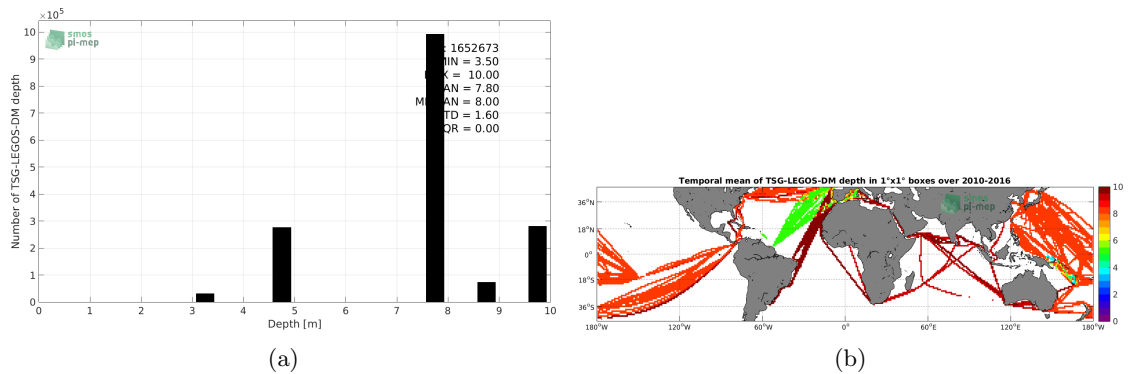 ×10⁵
smos
pi-mep
: 1652673
MIN = 3.50
X = 10.00
AN = 7.80
AN = 8.00
TD = 1.60
QR = 0.00
Number of TSG-LEGOS-DM depth
10
9
8
7
6
5
4
3
2
1
0
0 1 2 3 4 5 6 7 8 9 10
Depth [m]
(a)
Temporal mean of TSG-LEGOS-DM depth in 1°x1° boxes over 2010-2016
smos
pi-mep
36°N
18°N
0°
18°S
36°S
180°W 120°W 60°W 0° 60°E 120°E 180°W
10
8
6
4
2
0
(b)